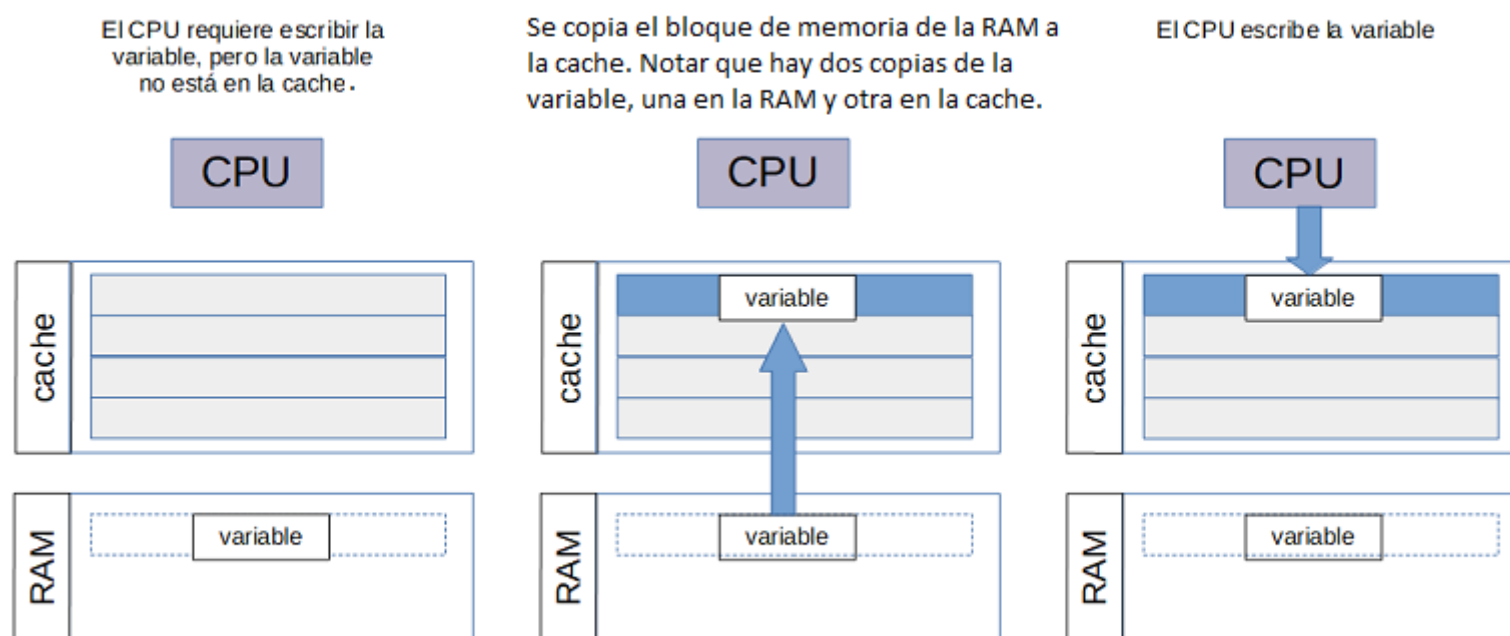 El CPU requiere escribir la
variable, pero la variable
no está en la cache.
CPU
cache
RAM
variable
Se copia el bloque de memoria de la RAM a
la cache. Notar que hay dos copias de la
variable, una en la RAM y otra en la cache.
CPU
cache
variable
RAM
variable
El CPU escribe la variable
CPU
cache
variable
RAM
variable